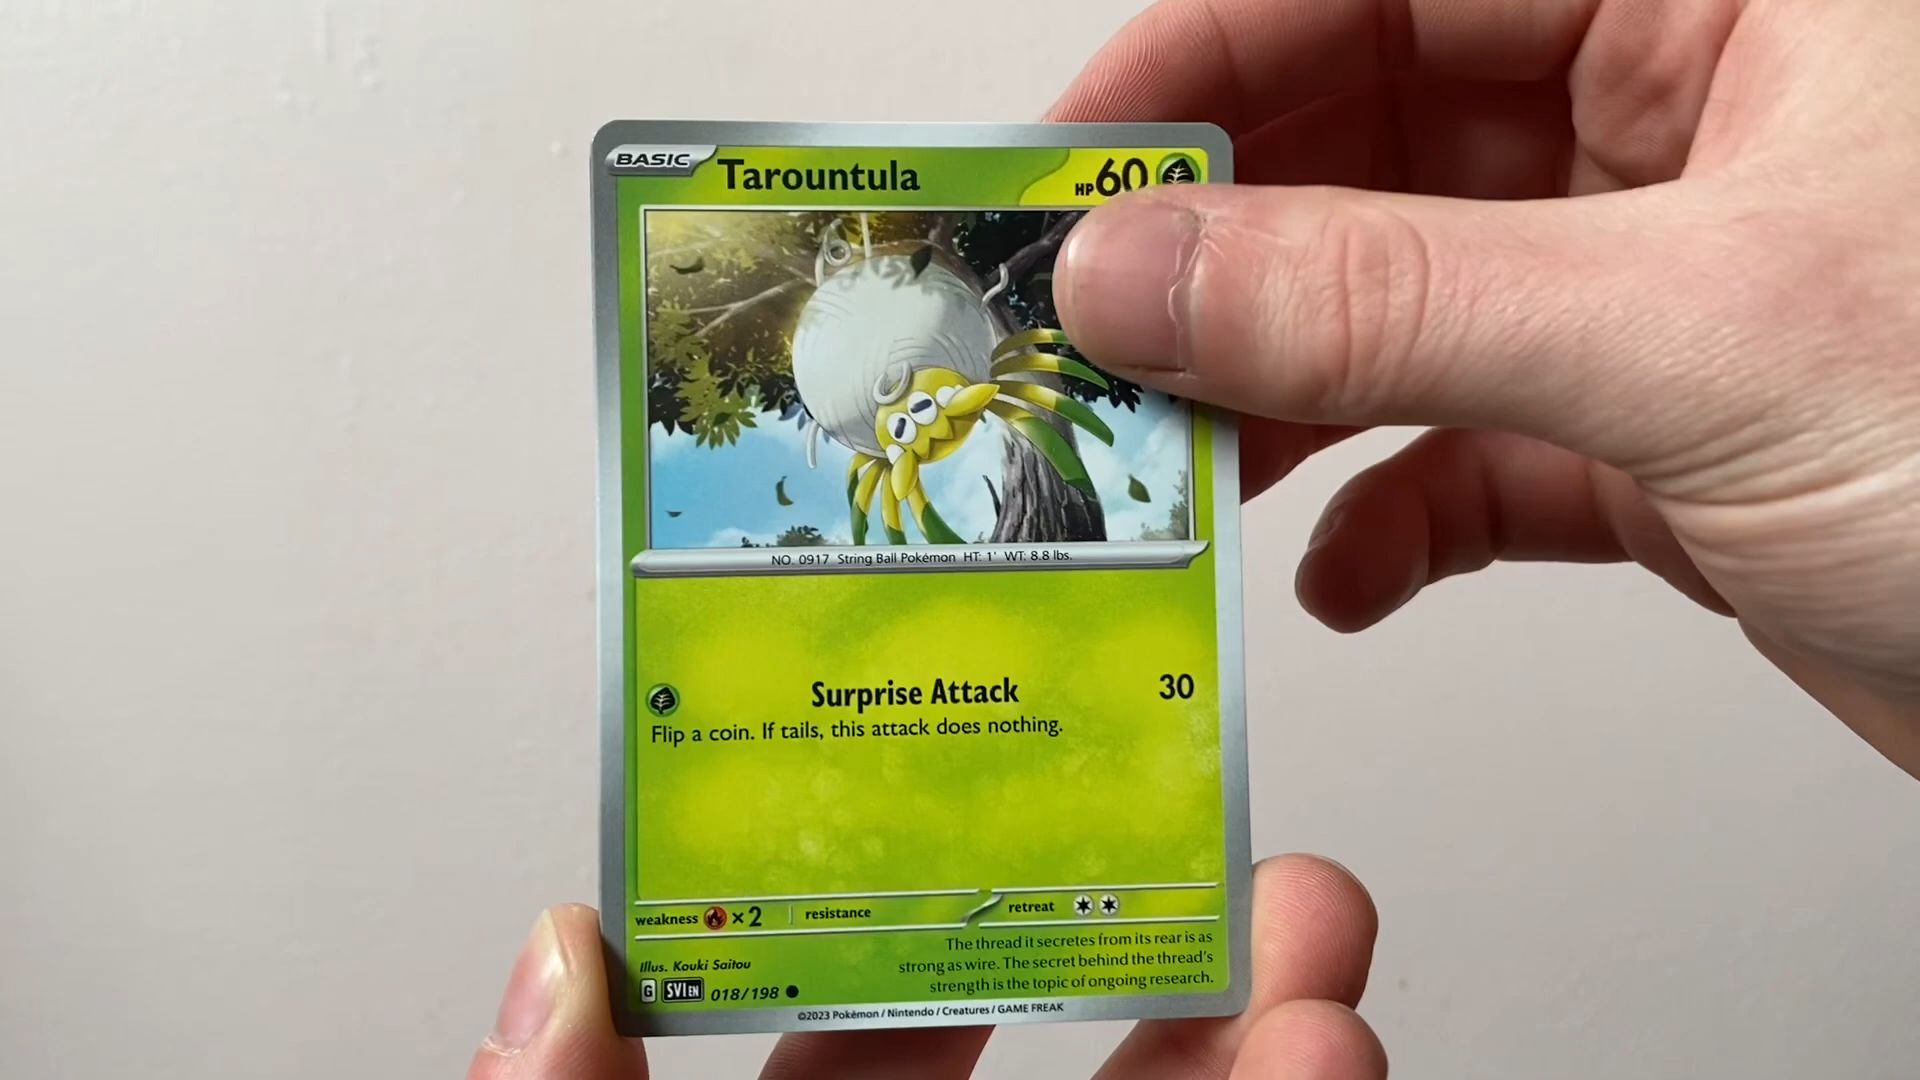 BASIC Tarountula HP 60
NO. 0917 String Ball Pokémon HT: 1' WT: 8.8 lbs.
Surprise Attack 30
Flip a coin. If tails, this attack does nothing.
weakness ×2 resistance retreat
The thread it secretes from its rear is as
strong as wire. The secret behind the thread's
strength is the topic of ongoing research.
Illus. Kouki Saitou
G SVI EN 018/198
©2023 Pokémon / Nintendo / Creatures / GAME FREAK